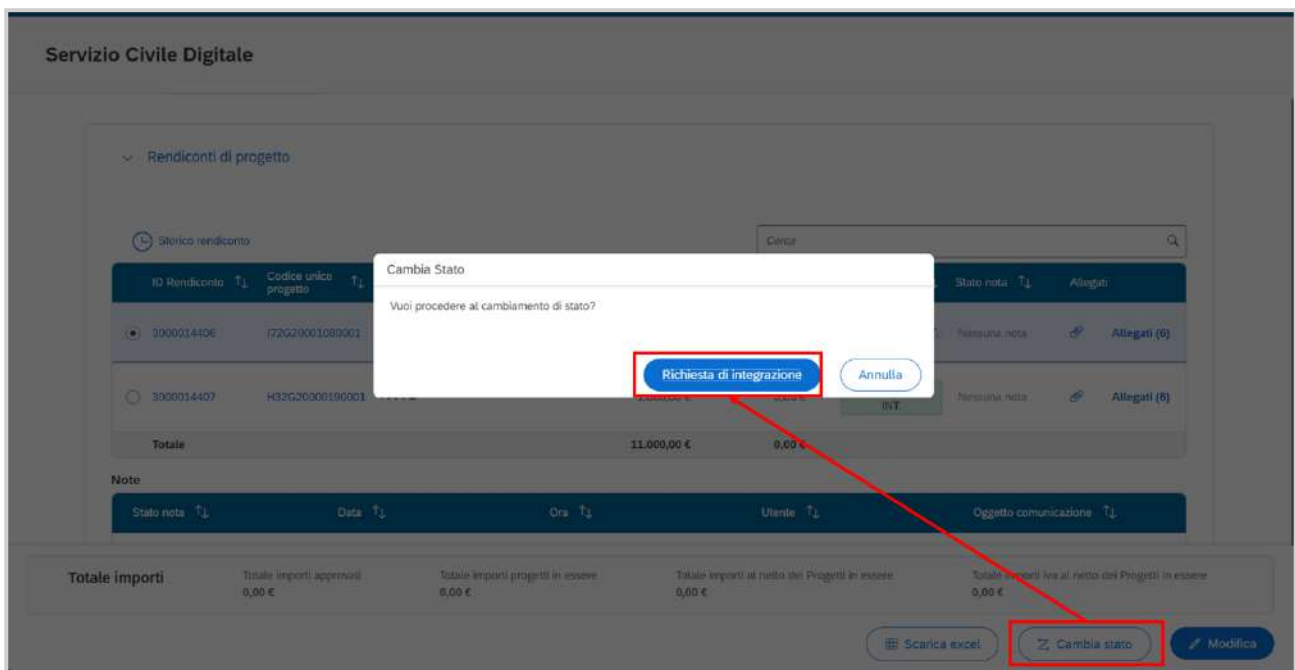 Servizio Civile Digitale
Rendiconti di progetto
Storico rendiconto
Cerca
Cambia Stato
Vuoi procedere al cambiamento di stato?
Richiesta di integrazione
Annulla
ID Rendiconto
Codice unico
progetto
Stato nota
Allegati
3000014406
I72G20001080001
Nessuna nota
Allegati (6)
3000014407
H32G20000190001
INT.
Nessuna nota
Allegati (6)
Totale
11.000,00 €
0,00 €
Note
Stato nota
Data
Ora
Utente
Oggetto comunicazione
Totale importi
Totale importi approvati
0,00 €
Totale importi progetti in essere
0,00 €
Totale importi al netto dei Progetti in essere
0,00 €
Totale importi iva al netto dei Progetti in essere
0,00 €
Scarica excel
Cambia stato
Modifica